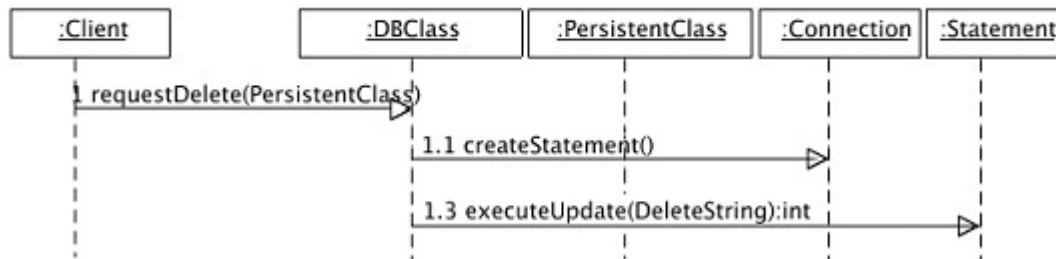 :Client
:DBClass
:PersistentClass
:Connection
:Statement
1 requestDelete(PersistentClass)
1.1 createStatement()
1.3 executeUpdate(DeleteString):int